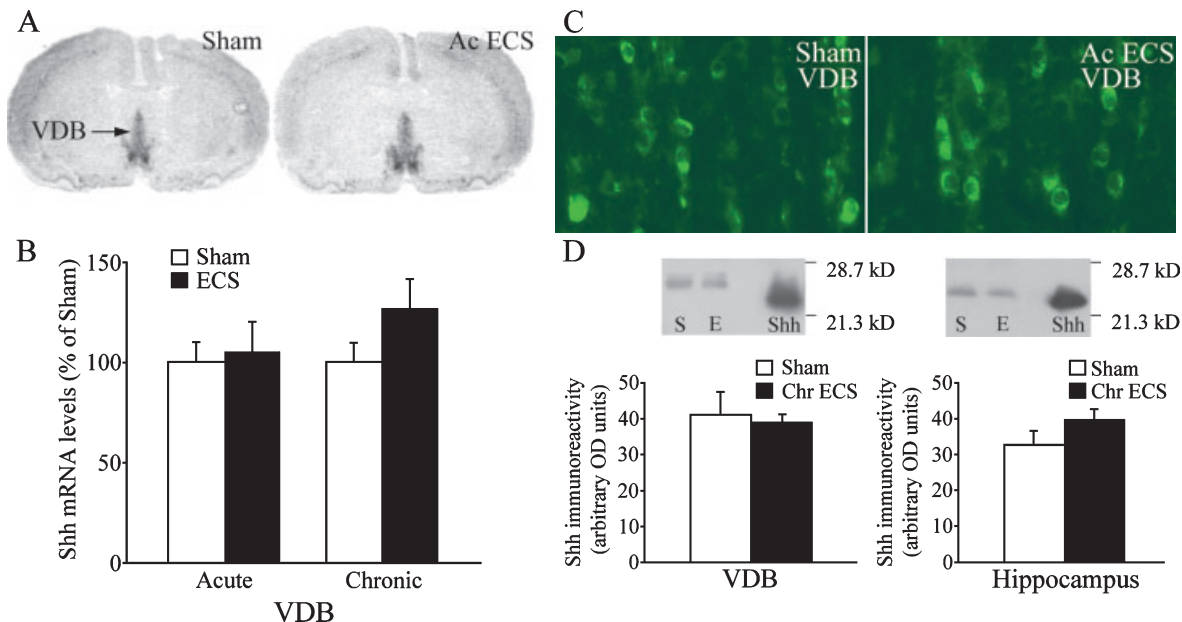 A
Sham
Ac ECS
VDB
B
Shh mRNA levels (% of Sham)
150
100
50
0
Sham
ECS
Acute
Chronic
VDB
C
Sham
VDB
Ac ECS
VDB
D
S
E
Shh
28.7 kD
21.3 kD
Shh immunoreactivity
(arbitrary OD units)
50
40
30
20
10
0
Sham
Chr ECS
VDB
S
E
Shh
28.7 kD
21.3 kD
Shh immunoreactivity
(arbitrary OD units)
50
40
30
20
10
0
Sham
Chr ECS
Hippocampus